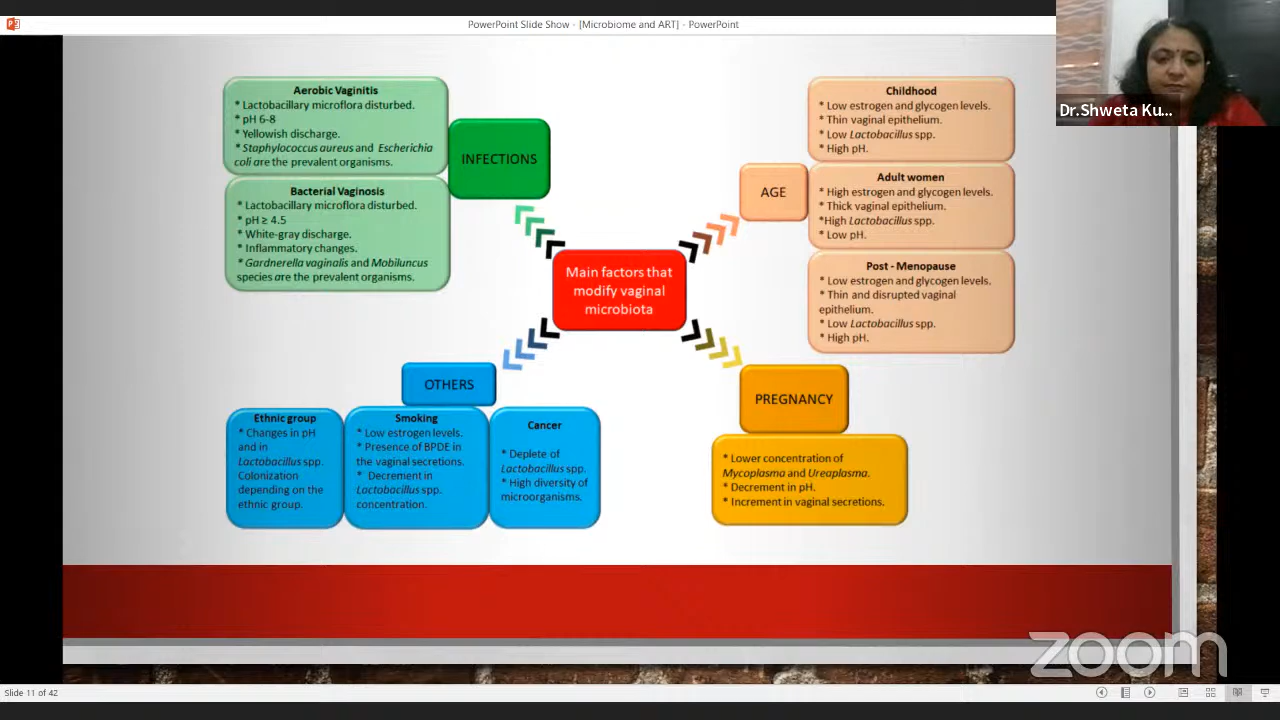 PowerPoint Slide Show - [Microbiome and ART] - PowerPoint
Dr.Shweta Ku...
Aerobic Vaginitis
* Lactobacillary microflora disturbed.
* pH 6-8
* Yellowish discharge.
* Staphylococcus aureus and Escherichia
coli are the prevalent organisms.
Bacterial Vaginosis
* Lactobacillary microflora disturbed.
* pH ≥ 4.5
* White-gray discharge.
* Inflammatory changes.
* Gardnerella vaginalis and Mobiluncus
species are the prevalent organisms.
INFECTIONS
AGE
Childhood
* Low estrogen and glycogen levels.
* Thin vaginal epithelium.
* Low Lactobacillus spp.
* High pH.
Adult women
* High estrogen and glycogen levels.
* Thick vaginal epithelium.
*High Lactobacillus spp.
* Low pH.
Post - Menopause
* Low estrogen and glycogen levels.
* Thin and disrupted vaginal
epithelium.
* Low Lactobacillus spp.
* High pH.
Main factors that
modify vaginal
microbiota
OTHERS
Ethnic group
* Changes in pH
and in
Lactobacillus spp.
Colonization
depending on the
ethnic group.
Smoking
* Low estrogen levels.
* Presence of BPDE in
the vaginal secretions.
* Decrement in
Lactobacillus spp.
concentration.
Cancer
* Deplete of
Lactobacillus spp.
* High diversity of
microorganisms.
PREGNANCY
* Lower concentration of
Mycoplasma and Ureaplasma.
* Decrement in pH.
* Increment in vaginal secretions.
zoom
Slide 11 of 42